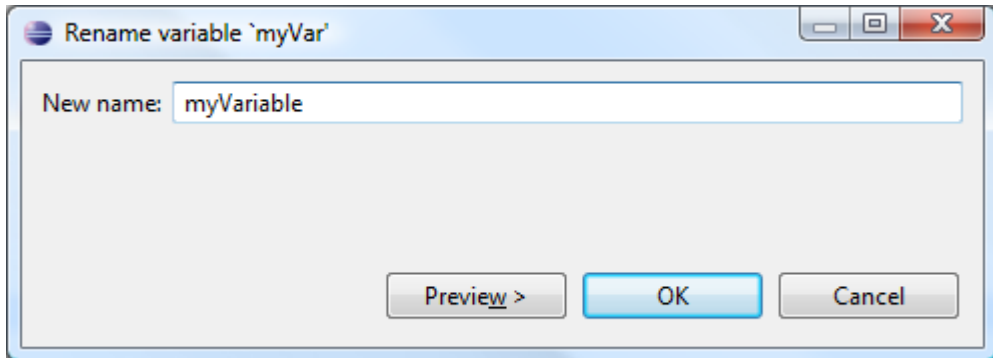 Rename variable `myVar'
New name: myVariable
Preview > OK Cancel